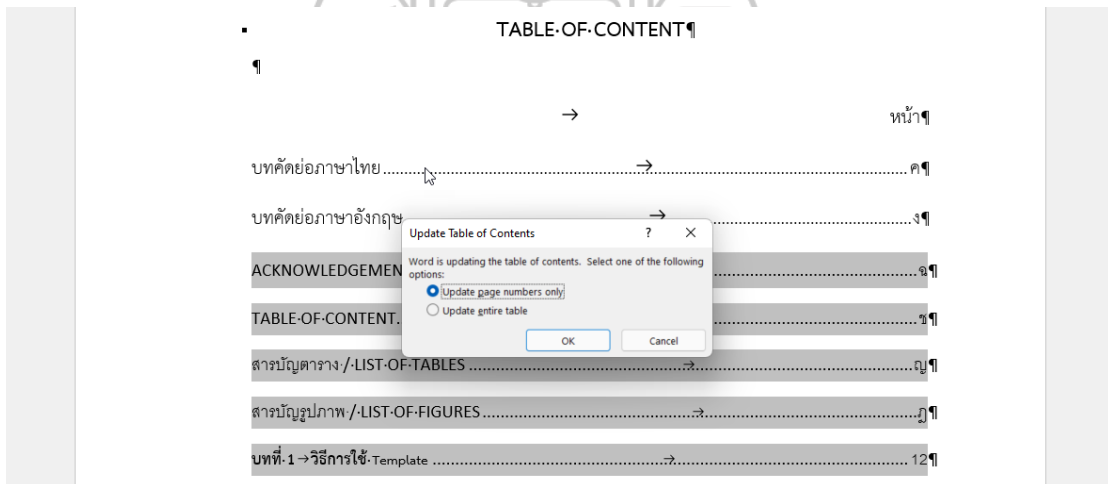 TABLE·OF·CONTENT¶
¶
→ หน้า¶
บทคัดย่อภาษาไทย..........→..........ค¶
บทคัดย่อภาษาอังกฤษ..........→..........ง¶
Update Table of Contents ? ×
Word is updating the table of contents. Select one of the following
options:
Update page numbers only
Update entire table
OK Cancel
ACKNOWLEDGEMEN..........ฉ¶
TABLE·OF·CONTENT...........ซ¶
สารบัญตาราง·/·LIST·OF·TABLES..........→..........ญ¶
สารบัญรูปภาพ·/·LIST·OF·FIGURES..........→..........ฎ¶
บทที่·1→วิธีการใช้·Template..........→..........12¶